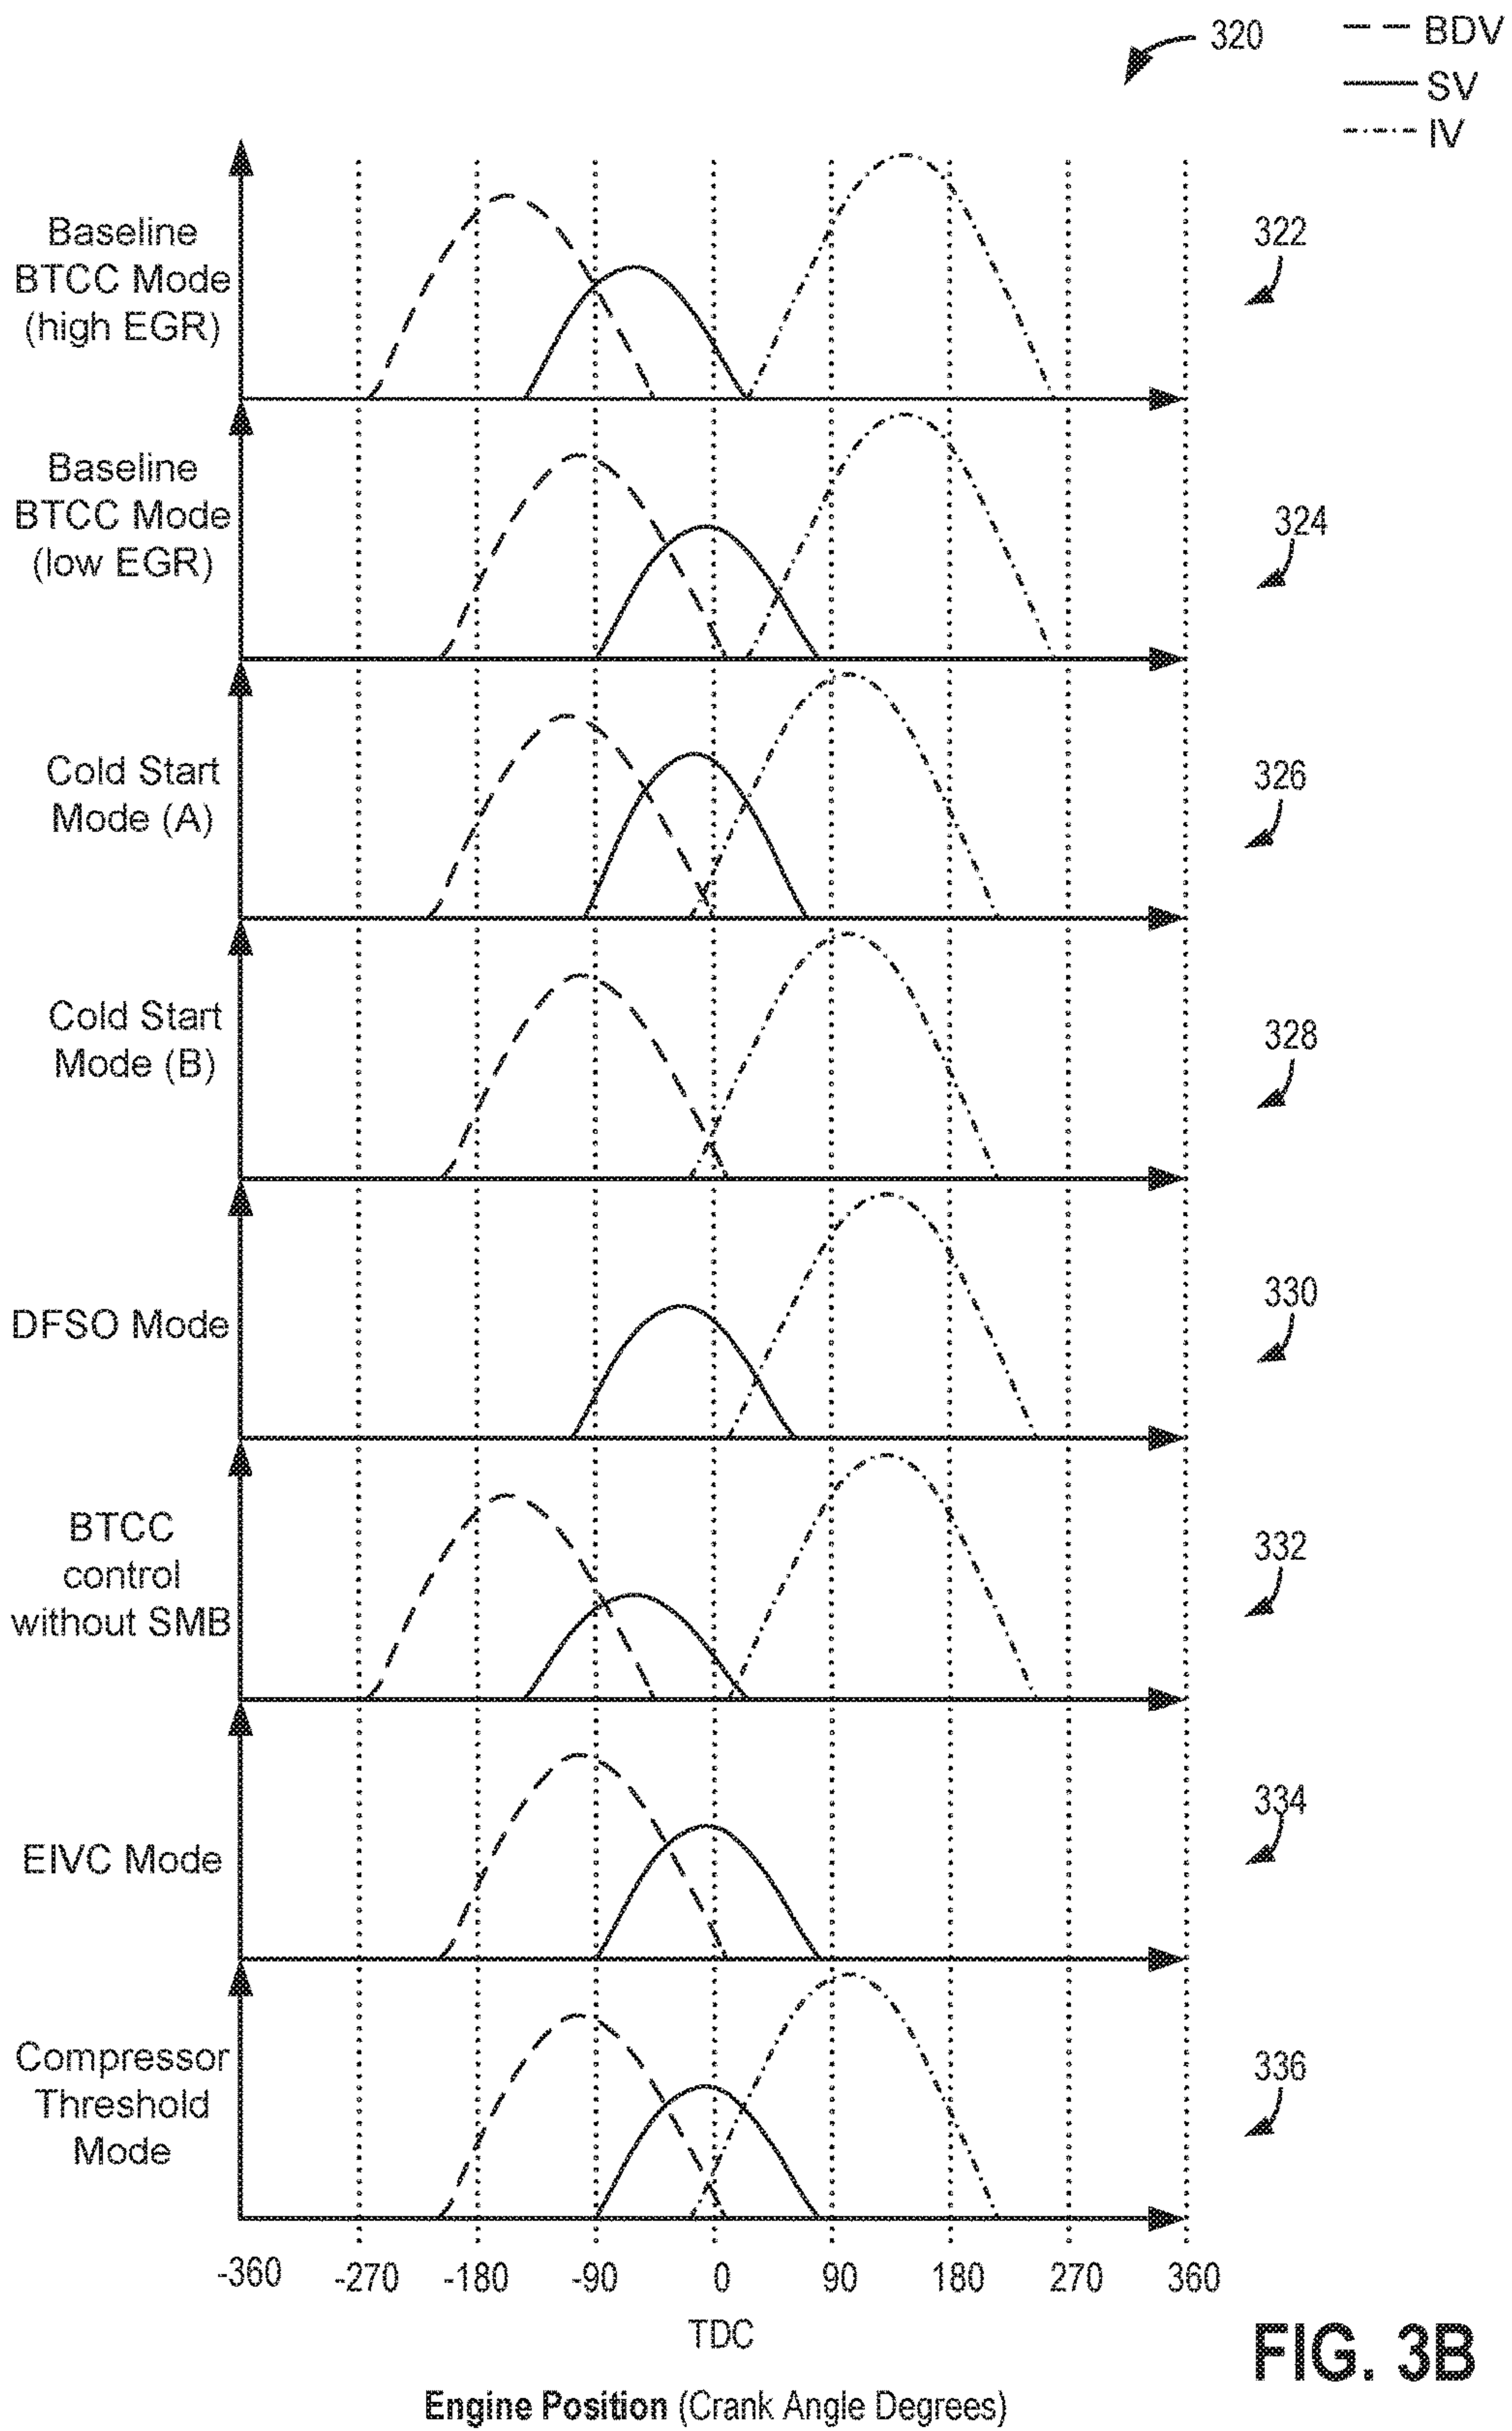 320
BDV
SV
IV
Baseline
BTCC Mode
(high EGR)
322
Baseline
BTCC Mode
(low EGR)
324
Cold Start
Mode (A)
326
Cold Start
Mode (B)
328
DFSO Mode
330
BTCC
control
without SMB
332
EIVC Mode
334
Compressor
Threshold
Mode
336
-360 -270 -180 -90 0 90 180 270 360
TDC
Engine Position (Crank Angle Degrees)
FIG. 3B